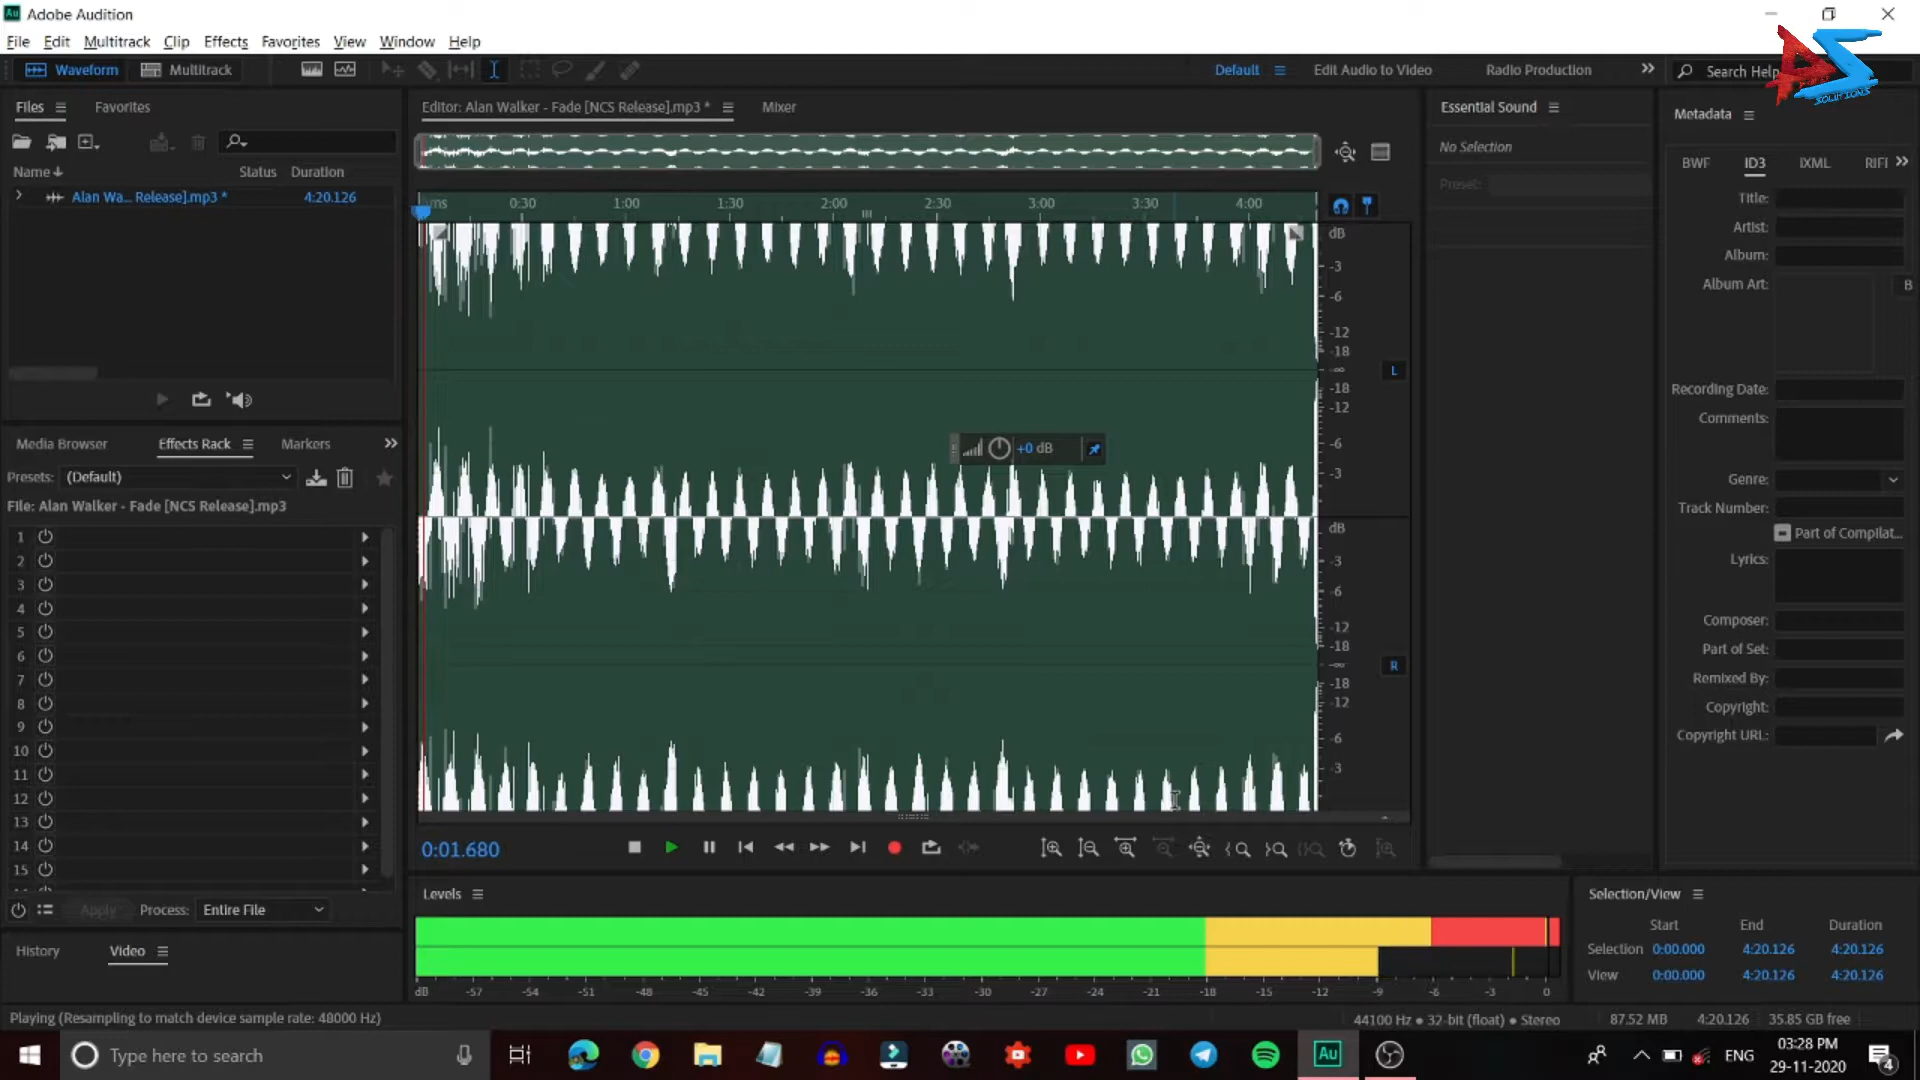 Adobe Audition
File Edit Multitrack Clip Effects Favorites View Window Help
Waveform Multitrack Default Edit Audio to Video Radio Production Search Help
SOLUTIONS
Files Favorites
Name Status Duration
Alan Wa... Release].mp3 * 4:20.126
Media Browser Effects Rack Markers
Presets: (Default)
File: Alan Walker - Fade [NCS Release].mp3
1
2
3
4
5
6
7
8
9
10
11
12
13
14
15
Apply Process: Entire File
History Video
Editor: Alan Walker - Fade [NCS Release].mp3 * Mixer
0:30 1:00 1:30 2:00 2:30 3:00 3:30 4:00
dB
-3
-6
-12
-18
-∞
-18
-12
-6
-3
L
+0 dB
dB
-3
-6
-12
-18
-∞
-18
-12
-6
-3
R
0:01.680
Levels
dB -57 -54 -51 -48 -45 -42 -39 -36 -33 -30 -27 -24 -21 -18 -15 -12 -9 -6 -3 0
Essential Sound
No Selection
Preset:
Metadata
BWF ID3 IXML RIFI
Title:
Artist:
Album:
Album Art:
B
Recording Date:
Comments:
Genre:
Track Number:
Part of Compilat...
Lyrics:
Composer:
Part of Set:
Remixed By:
Copyright:
Copyright URL:
Selection/View
Start End Duration
Selection 0:00.000 4:20.126 4:20.126
View 0:00.000 4:20.126 4:20.126
Playing (Resampling to match device sample rate: 48000 Hz)
44100 Hz • 32-bit (float) • Stereo 87.52 MB 4:20.126 35.85 GB free
Type here to search
Au
ENG
03:28 PM
29-11-2020
4